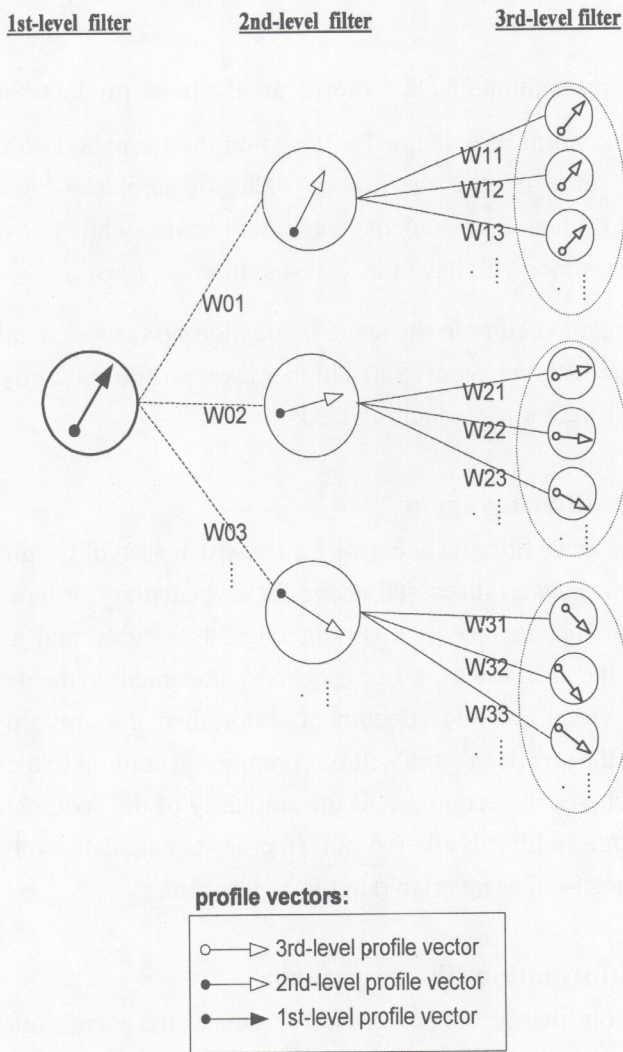 1st-level filter 2nd-level filter 3rd-level filter
W11
W12
W13
W01
W21
W02
W22
W23
W03
W31
W32
W33
profile vectors:
3rd-level profile vector
2nd-level profile vector
1st-level profile vector